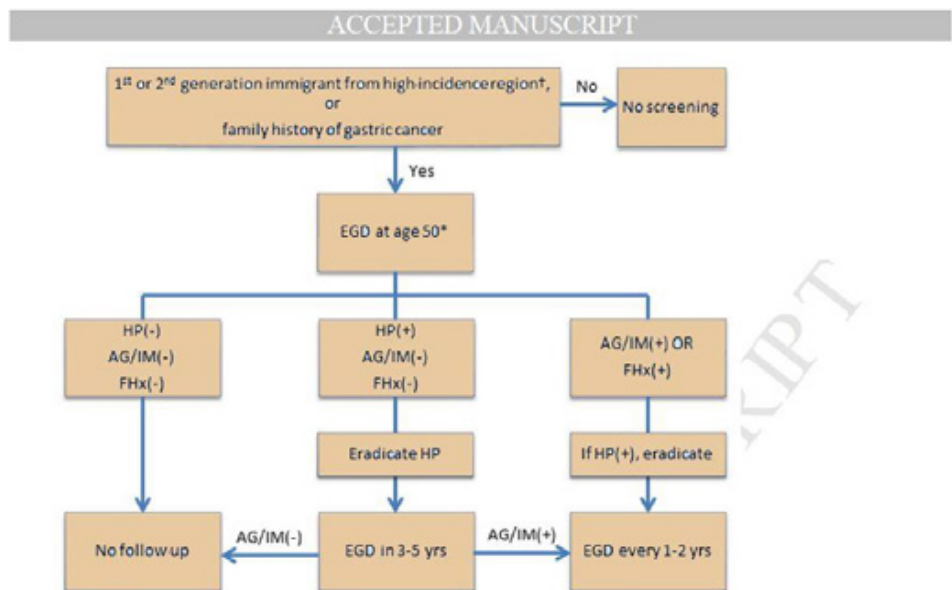 ACCEPTED MANUSCRIPT
1st or 2nd generation immigrant from high-incidence region†,
or
family history of gastric cancer
No
No screening
Yes
EGD at age 50*
HP(-)
AG/IM(-)
FHx(-)
HP(+)
AG/IM(-)
FHx(-)
AG/IM(+) OR
FHx(+)
Eradicate HP
If HP(+), eradicate
No follow up
AG/IM(-)
EGD in 3-5 yrs
AG/IM(+)
EGD every 1-2 yrs